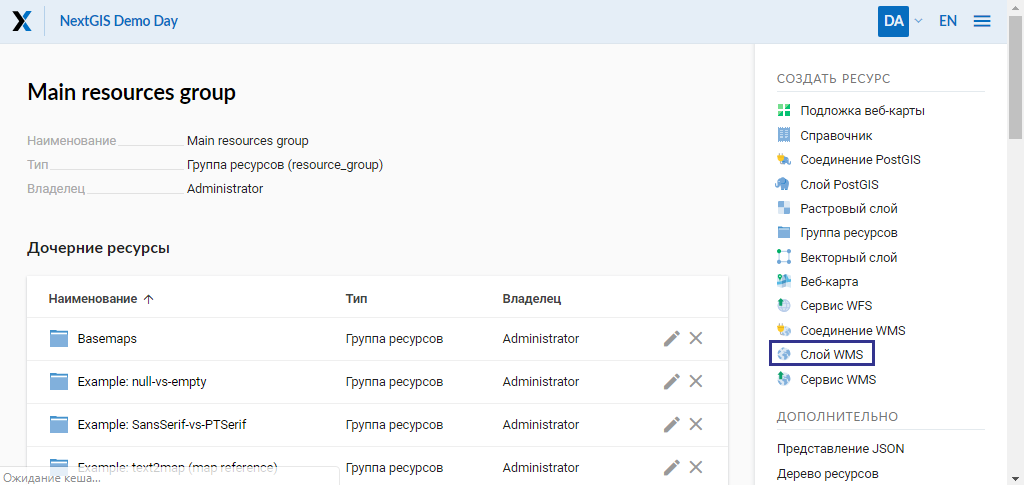 NextGIS Demo Day
DA
EN
Main resources group
Наименование Main resources group
Тип Группа ресурсов (resource_group)
Владелец Administrator
Дочерние ресурсы
Наименование Тип Владелец
Basemaps Группа ресурсов Administrator
Example: null-vs-empty Группа ресурсов Administrator
Example: SansSerif-vs-PTSerif Группа ресурсов Administrator
Example: text2map (map reference) Группа ресурсов Administrator
Ожидание кеша...
СОЗДАТЬ РЕСУРС
Подложка веб-карты
Справочник
Соединение PostGIS
Слой PostGIS
Растровый слой
Группа ресурсов
Векторный слой
Веб-карта
Сервис WFS
Соединение WMS
Слой WMS
Сервис WMS
ДОПОЛНИТЕЛЬНО
Представление JSON
Дерево ресурсов